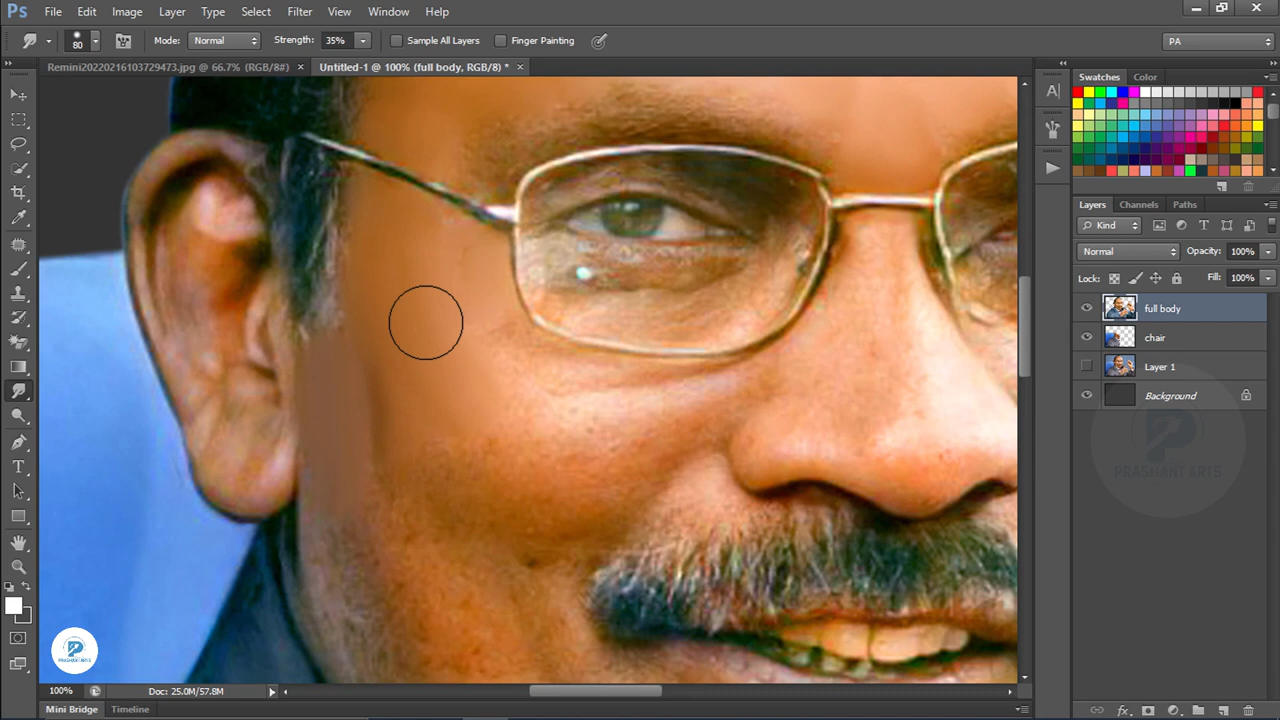 Ps File Edit Image Layer Type Select Filter View Window Help
80 Mode: Normal Strength: 35% Sample All Layers Finger Painting PA
Remini20220216103729473.jpg @ 66.7% (RGB/8#) × Untitled-1 @ 100% (full body, RGB/8) * ×
Swatches Color
Layers Channels Paths
Kind
Normal Opacity: 100%
Lock: Fill: 100%
full body
chair
Layer 1
Background
PRASHANT ARTS
PRASHANT ARTS
100% Doc: 25.0M/57.8M
Mini Bridge Timeline